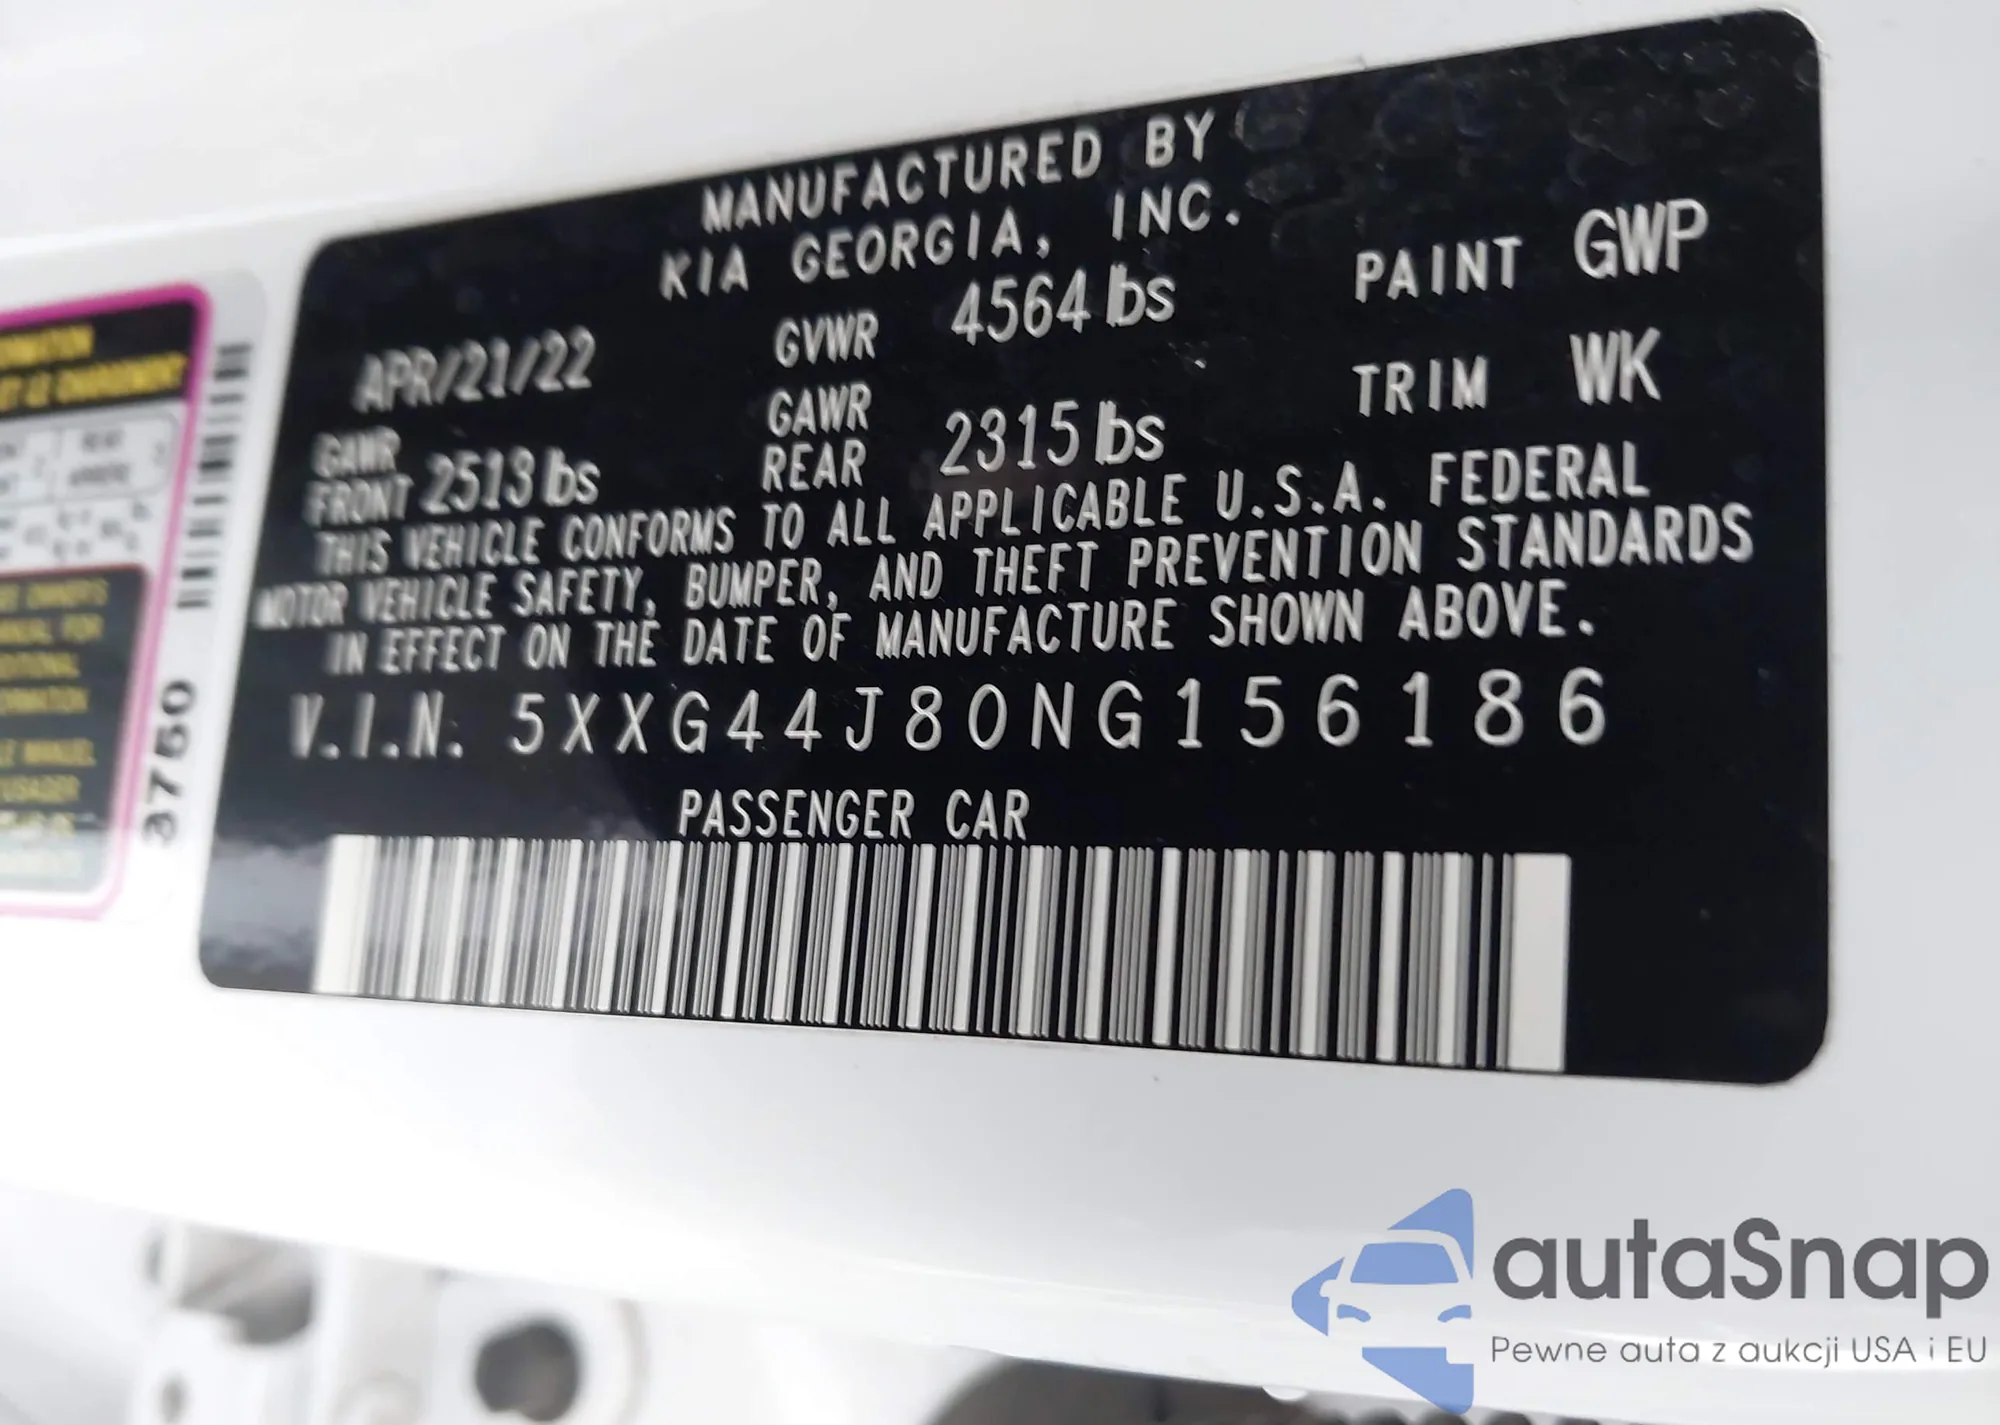 MANUFACTURED BY
KIA GEORGIA, INC.
APR/21/22 GVWR 4564 lbs PAINT GWP
GAWR FRONT 2513 lbs GAWR REAR 2315 lbs TRIM WK
THIS VEHICLE CONFORMS TO ALL APPLICABLE U.S.A. FEDERAL
MOTOR VEHICLE SAFETY, BUMPER, AND THEFT PREVENTION STANDARDS
IN EFFECT ON THE DATE OF MANUFACTURE SHOWN ABOVE.
V.I.N. 5XXG44J80NG156186
PASSENGER CAR
3750
autaSnap
Pewne auta z aukcji USA i EU